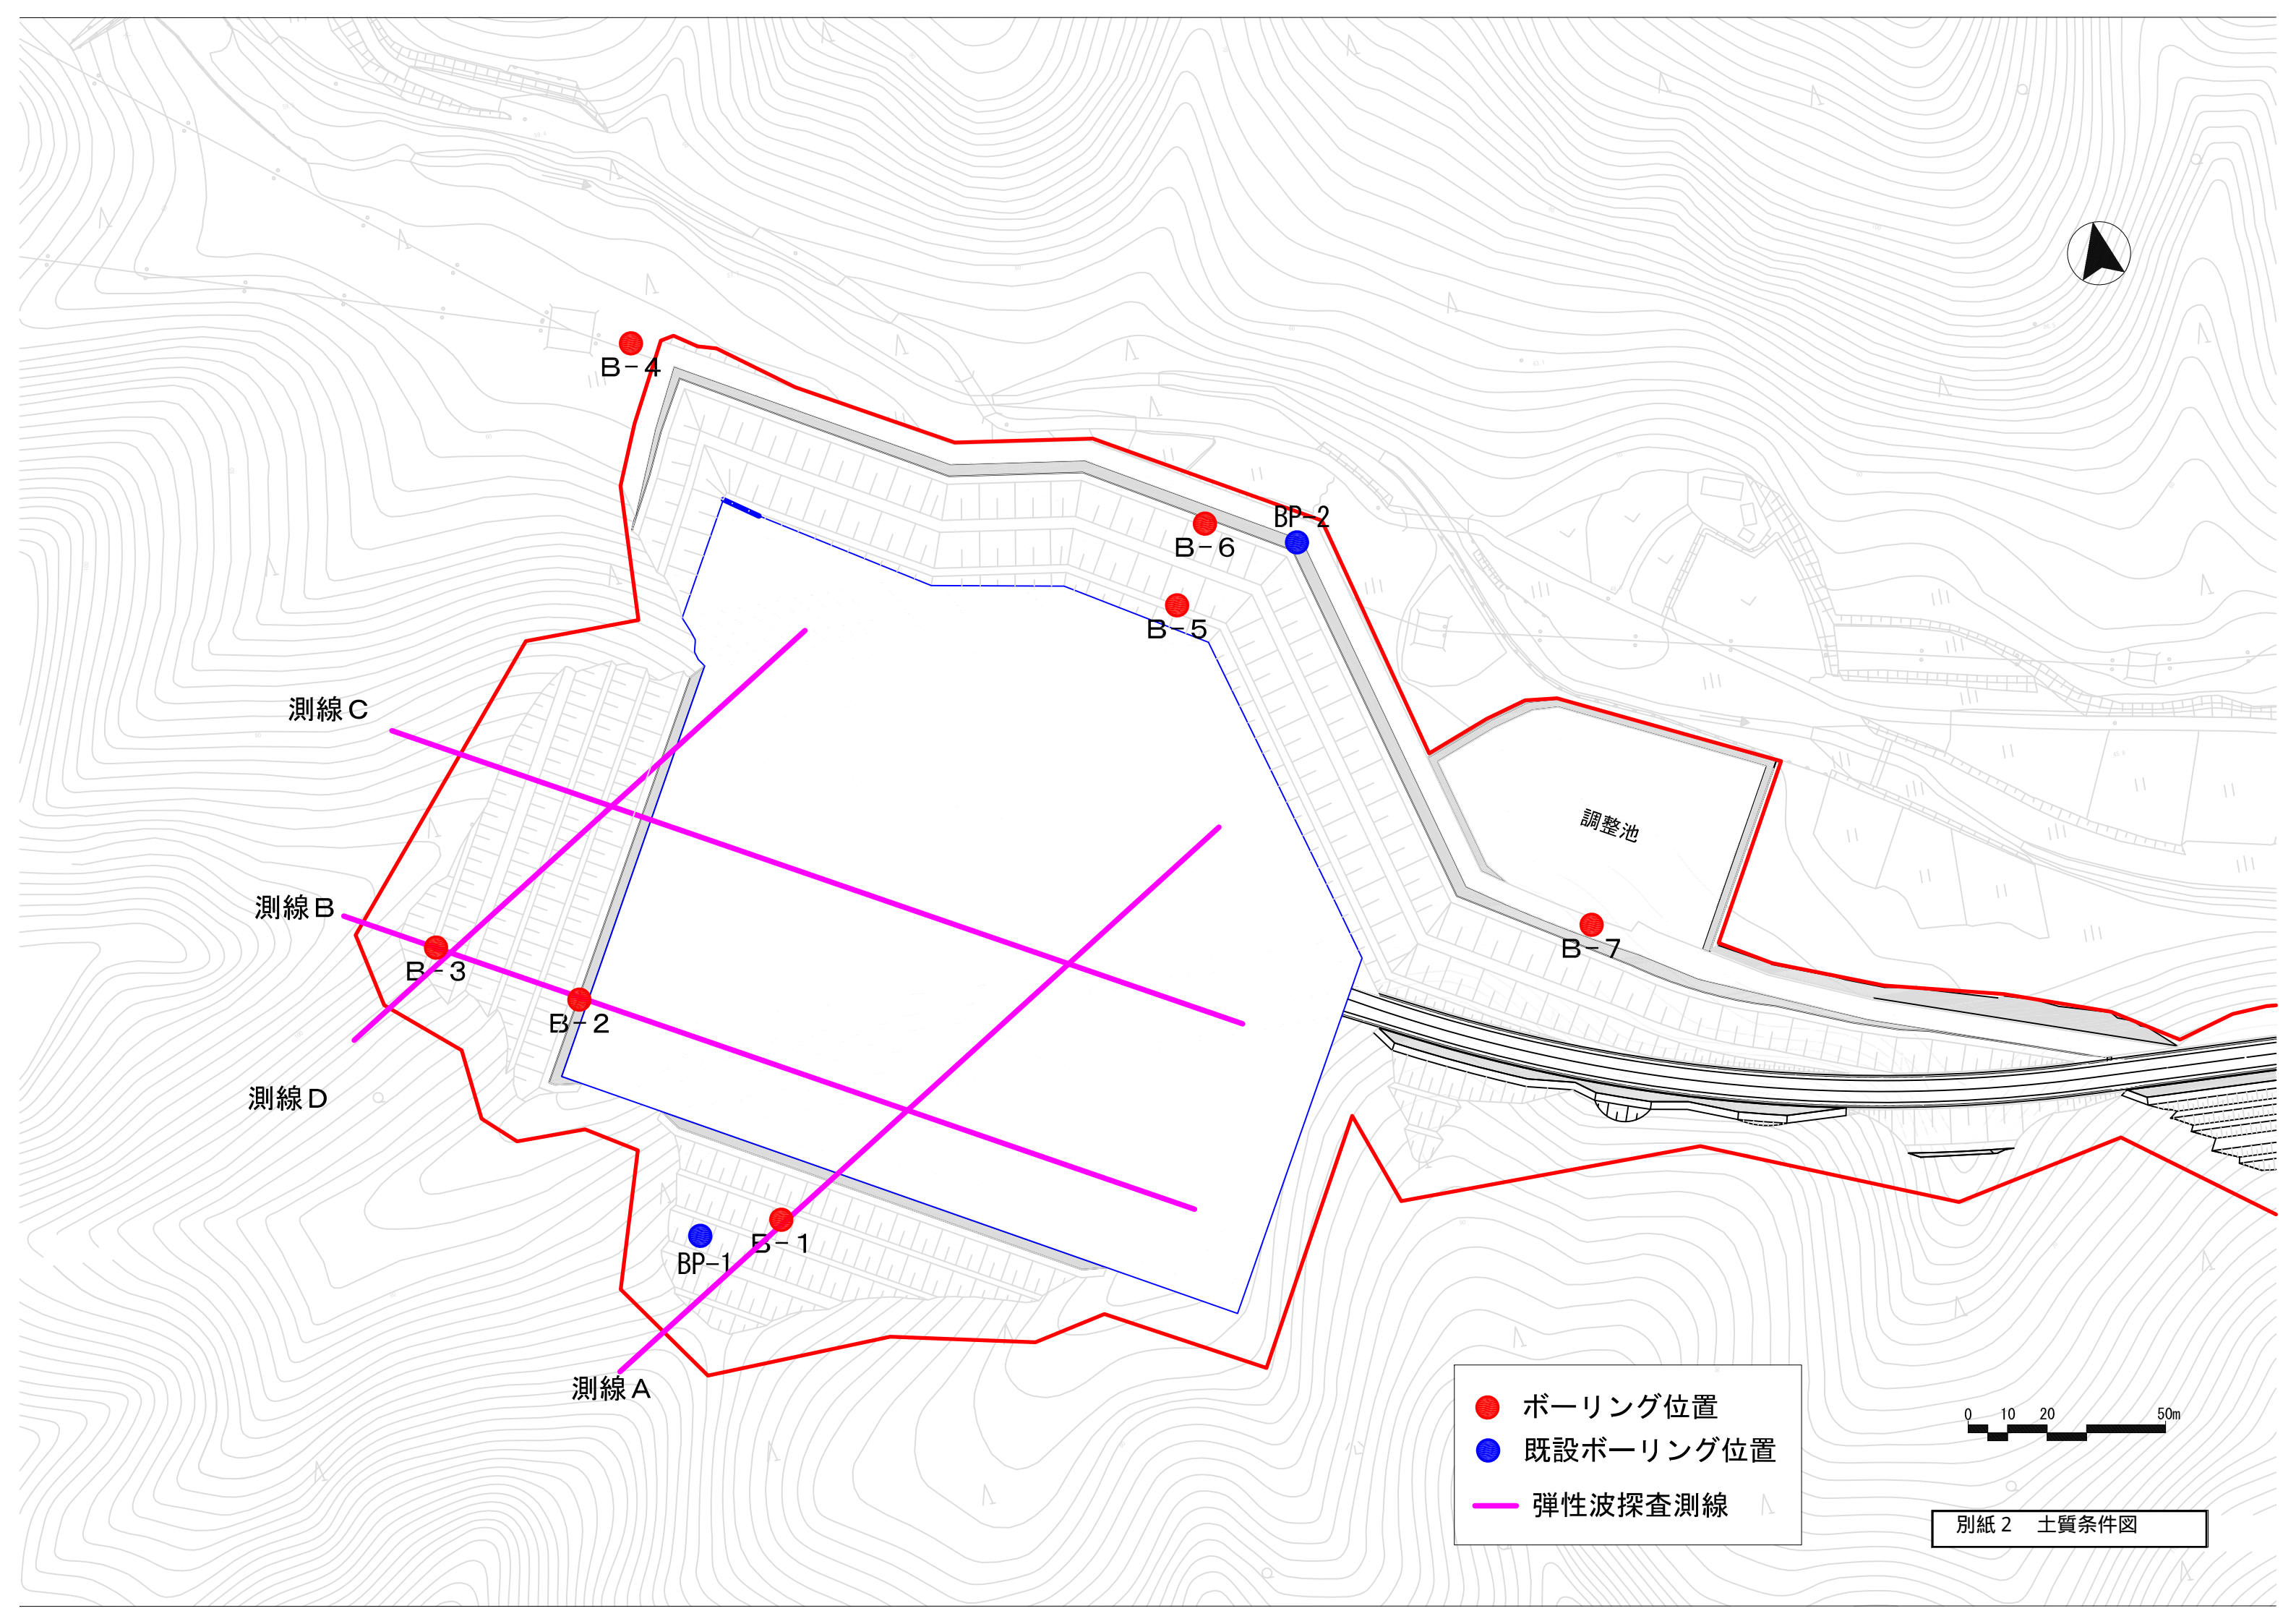 B-4
BP-2
B-6
B-5
測線C
調整池
測線B
B-3
B-7
B-2
測線D
B-1
BP-1
測線A
ボーリング位置
既設ボーリング位置
弾性波探査測線
0 10 20 50m
別紙2 土質条件図